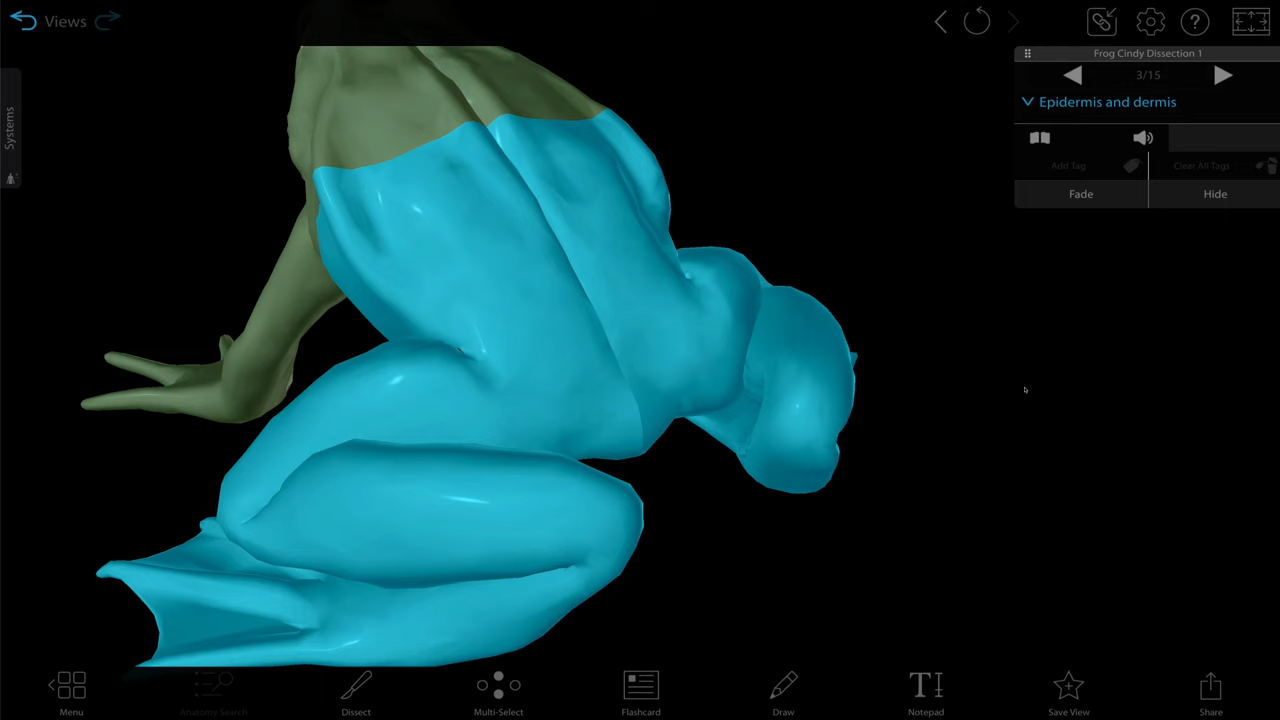 Views
Systems
Frog Cindy Dissection 1
3/15
Epidermis and dermis
Add Tag
Clear All Tags
Fade
Hide
Menu
Anatomy Search
Dissect
Multi-Select
Flashcard
Draw
Notepad
Save View
Share